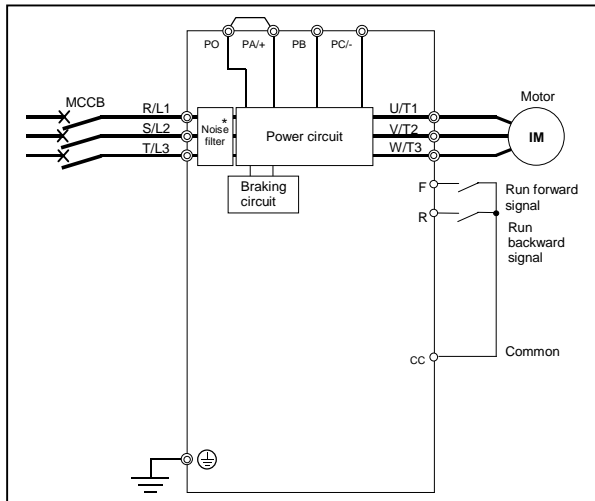 PO PA/+ PB PC/-
MCCB
R/L1
S/L2
T/L3
Noise
*
filter
Power circuit
Braking
circuit
U/T1
V/T2
W/T3
Motor
IM
F
Run forward
signal
R
Run
backward
signal
CC
Common